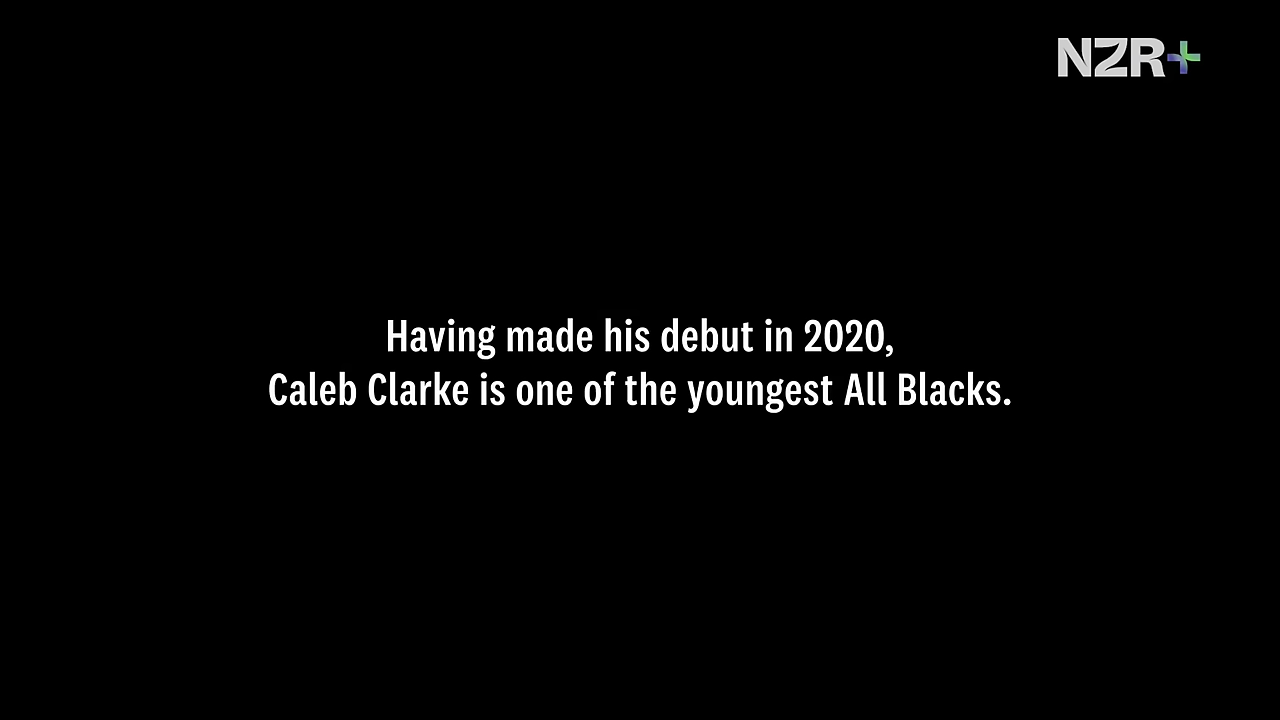 NZR+
Having made his debut in 2020,
Caleb Clarke is one of the youngest All Blacks.